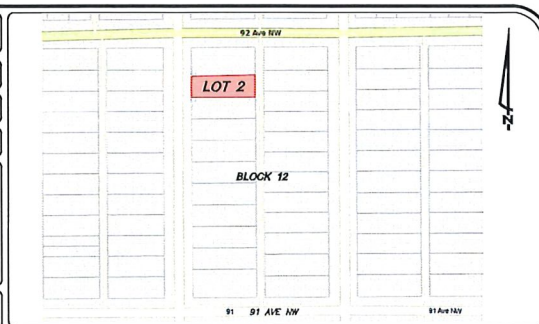 92 Ave NW
LOT 2
-N-
BLOCK 12
91 91 AVE NW 91 Ave NW